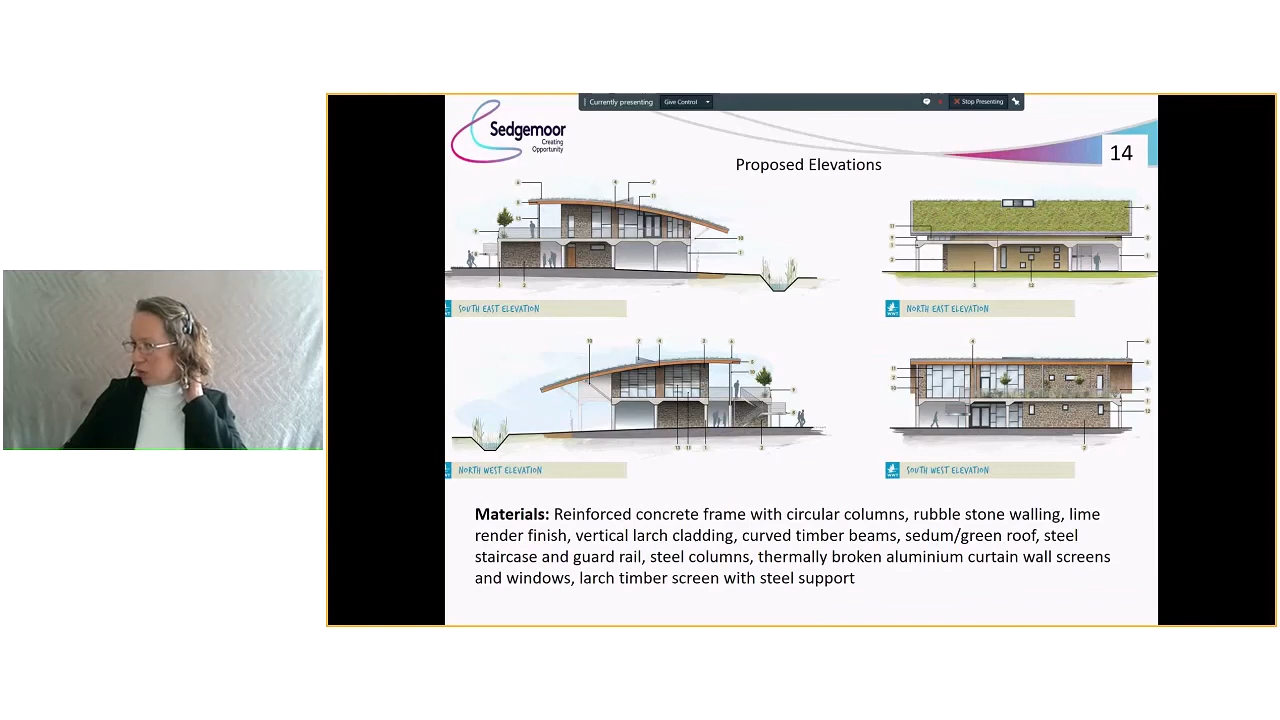 Currently presenting
Give Control
Stop Presenting
Sedgemoor
Creating
Opportunity
14
Proposed Elevations
SOUTH EAST ELEVATION
WWT
NORTH EAST ELEVATION
NORTH WEST ELEVATION
WWT
SOUTH WEST ELEVATION
Materials: Reinforced concrete frame with circular columns, rubble stone walling, lime
render finish, vertical larch cladding, curved timber beams, sedum/green roof, steel
staircase and guard rail, steel columns, thermally broken aluminium curtain wall screens
and windows, larch timber screen with steel support